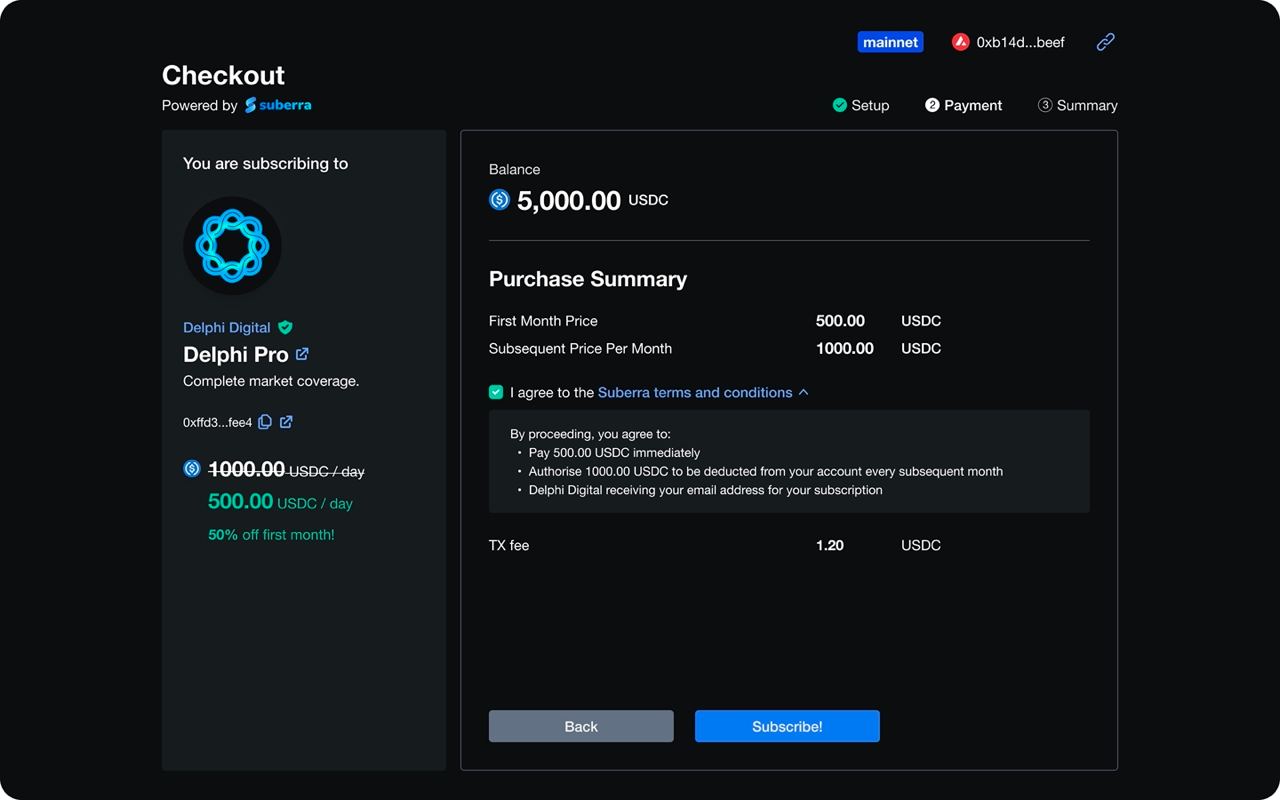 mainnet 0xb14d...beef
Checkout
Powered by suberra
Setup 2 Payment 3 Summary
You are subscribing to
Delphi Digital
Delphi Pro
Complete market coverage.
0xffd3...fee4
1000.00 USDC / day
500.00 USDC / day
50% off first month!
Balance
5,000.00 USDC
Purchase Summary
First Month Price 500.00 USDC
Subsequent Price Per Month 1000.00 USDC
I agree to the Suberra terms and conditions
By proceeding, you agree to:
• Pay 500.00 USDC immediately
• Authorise 1000.00 USDC to be deducted from your account every subsequent month
• Delphi Digital receiving your email address for your subscription
TX fee 1.20 USDC
Back Subscribe!